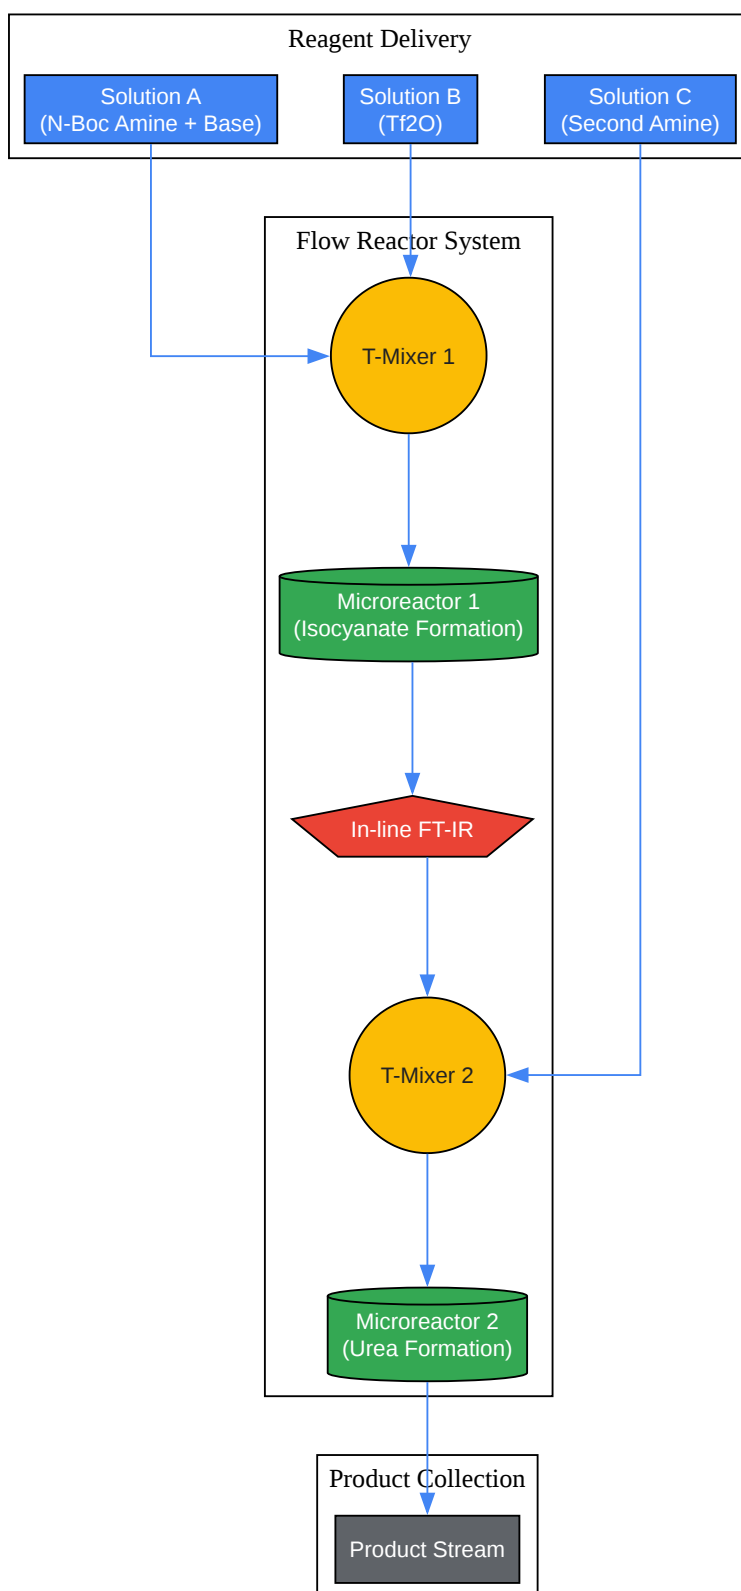 Reagent Delivery
Solution A
(N-Boc Amine + Base)
Solution B
(Tf2O)
Solution C
(Second Amine)
Flow Reactor System
T-Mixer 1
Microreactor 1
(Isocyanate Formation)
In-line FT-IR
T-Mixer 2
Microreactor 2
(Urea Formation)
Product Collection
Product Stream